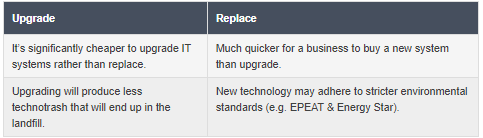 Upgrade Replace
It's significantly cheaper to upgrade IT Much quicker for a business to buy a new system
systems rather than replace. than upgrade.
Upgrading will produce less New technology may adhere to stricter environmental
technotrash that will end up in the standards (e.g. EPEAT & Energy Star).
landfill.